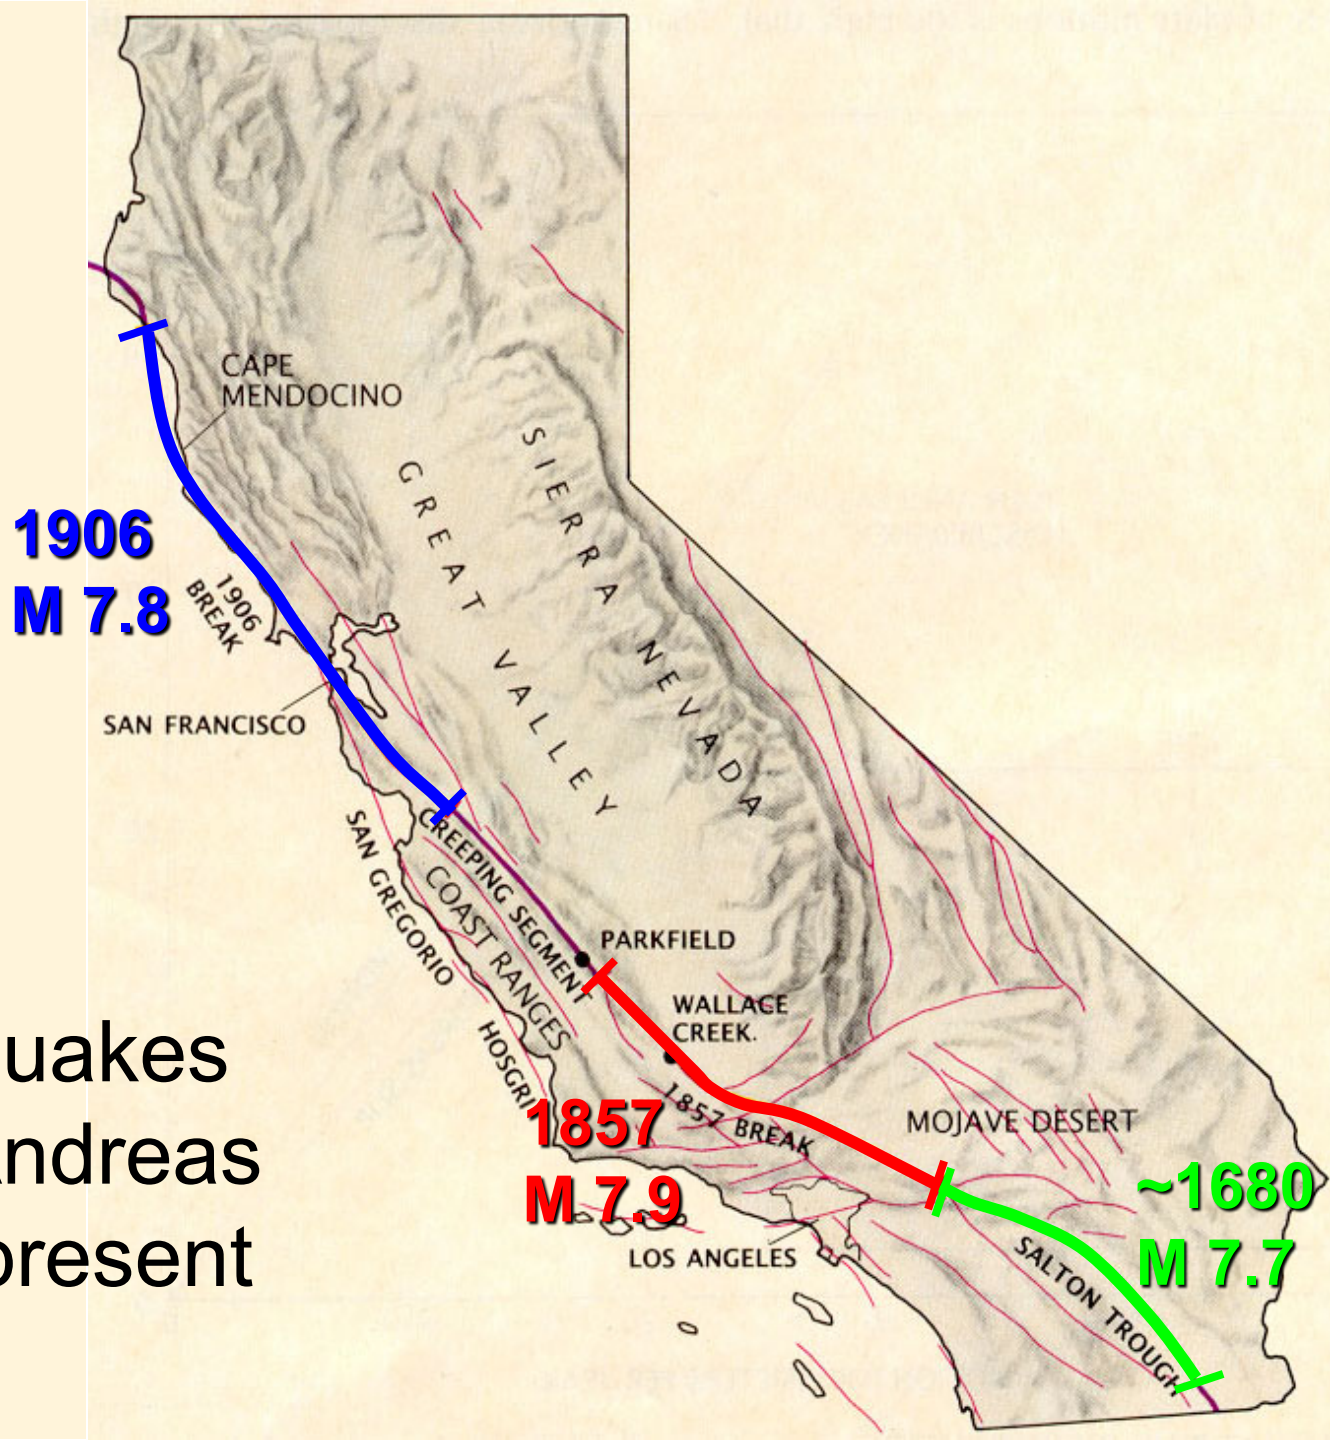 CAPE
MENDOCINO
SIERRA NEVADA
GREAT VALLEY
1906
M 7.8
1906
BREAK
SAN FRANCISCO
CREEPING SEGMENT
SAN GREGORIO
COAST RANGES
PARKFIELD
WALLACE
CREEK.
HOSGRI
uakes
ndreas
present
1857
M 7.9
1857 BREAK
MOJAVE DESERT
~1680
M 7.7
LOS ANGELES
SALTON TROUGH